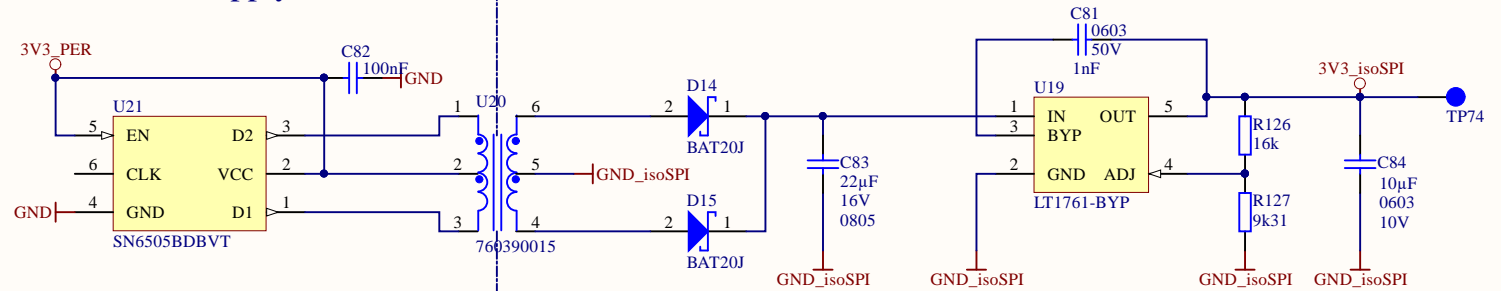 3V3_PER
C82
100nF
GND
U21
5
EN
D2
3
6
CLK
VCC
2
4
GND
GND
D1
1
SN6505BDBVT
1
U20
6
2
5
GND_isoSPI
3
4
760390015
D14
2
1
BAT20J
D15
2
1
BAT20J
C83
22µF
16V
0805
GND_isoSPI
C81
0603
50V
1nF
U19
1
IN
OUT
5
3
BYP
2
GND
ADJ
4
LT1761-BYP
GND_isoSPI
R126
16k
R127
9k31
GND_isoSPI
3V3_isoSPI
TP74
C84
10µF
0603
10V
GND_isoSPI